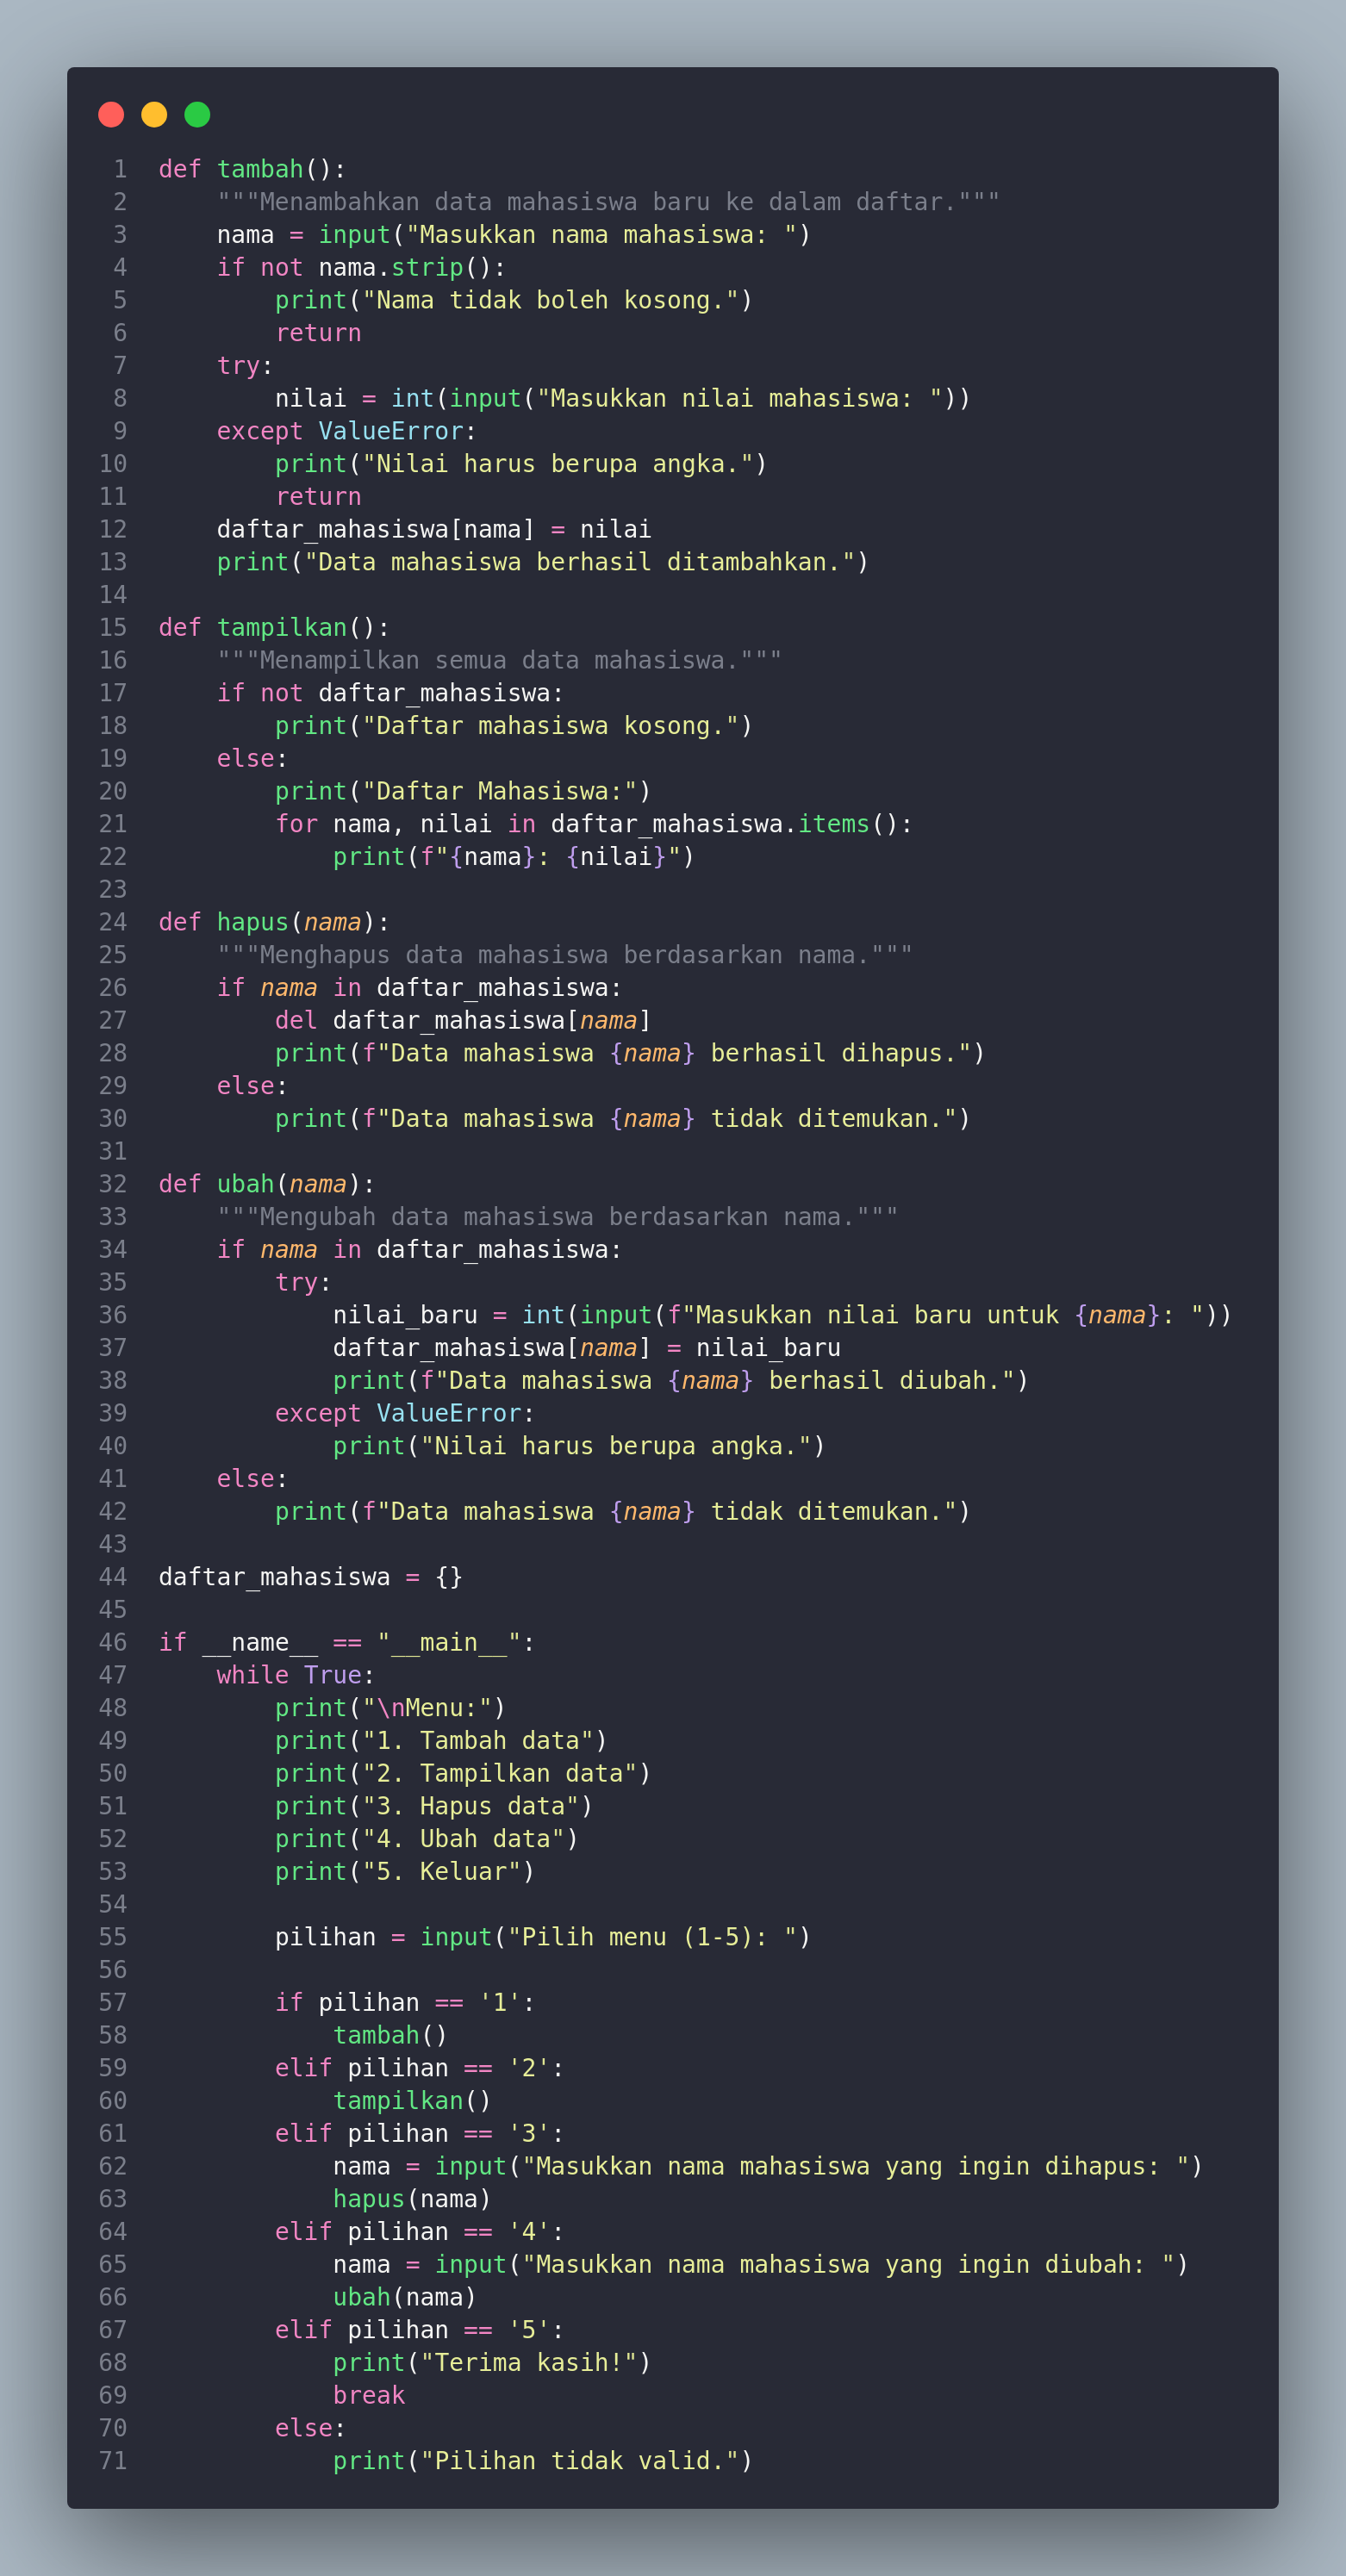 1 def tambah():
2     """Menambahkan data mahasiswa baru ke dalam daftar."""
3     nama = input("Masukkan nama mahasiswa: ")
4     if not nama.strip():
5         print("Nama tidak boleh kosong.")
6         return
7     try:
8         nilai = int(input("Masukkan nilai mahasiswa: "))
9     except ValueError:
10         print("Nilai harus berupa angka.")
11         return
12     daftar_mahasiswa[nama] = nilai
13     print("Data mahasiswa berhasil ditambahkan.")
14
15 def tampilkan():
16     """Menampilkan semua data mahasiswa."""
17     if not daftar_mahasiswa:
18         print("Daftar mahasiswa kosong.")
19     else:
20         print("Daftar Mahasiswa:")
21         for nama, nilai in daftar_mahasiswa.items():
22             print(f"{nama}: {nilai}")
23
24 def hapus(nama):
25     """Menghapus data mahasiswa berdasarkan nama."""
26     if nama in daftar_mahasiswa:
27         del daftar_mahasiswa[nama]
28         print(f"Data mahasiswa {nama} berhasil dihapus.")
29     else:
30         print(f"Data mahasiswa {nama} tidak ditemukan.")
31
32 def ubah(nama):
33     """Mengubah data mahasiswa berdasarkan nama."""
34     if nama in daftar_mahasiswa:
35         try:
36             nilai_baru = int(input(f"Masukkan nilai baru untuk {nama}: "))
37             daftar_mahasiswa[nama] = nilai_baru
38             print(f"Data mahasiswa {nama} berhasil diubah.")
39         except ValueError:
40             print("Nilai harus berupa angka.")
41     else:
42         print(f"Data mahasiswa {nama} tidak ditemukan.")
43
44 daftar_mahasiswa = {}
45
46 if __name__ == "__main__":
47     while True:
48         print("\nMenu:")
49         print("1. Tambah data")
50         print("2. Tampilkan data")
51         print("3. Hapus data")
52         print("4. Ubah data")
53         print("5. Keluar")
54
55         pilihan = input("Pilih menu (1-5): ")
56
57         if pilihan == '1':
58             tambah()
59         elif pilihan == '2':
60             tampilkan()
61         elif pilihan == '3':
62             nama = input("Masukkan nama mahasiswa yang ingin dihapus: ")
63             hapus(nama)
64         elif pilihan == '4':
65             nama = input("Masukkan nama mahasiswa yang ingin diubah: ")
66             ubah(nama)
67         elif pilihan == '5':
68             print("Terima kasih!")
69             break
70         else:
71             print("Pilihan tidak valid.")